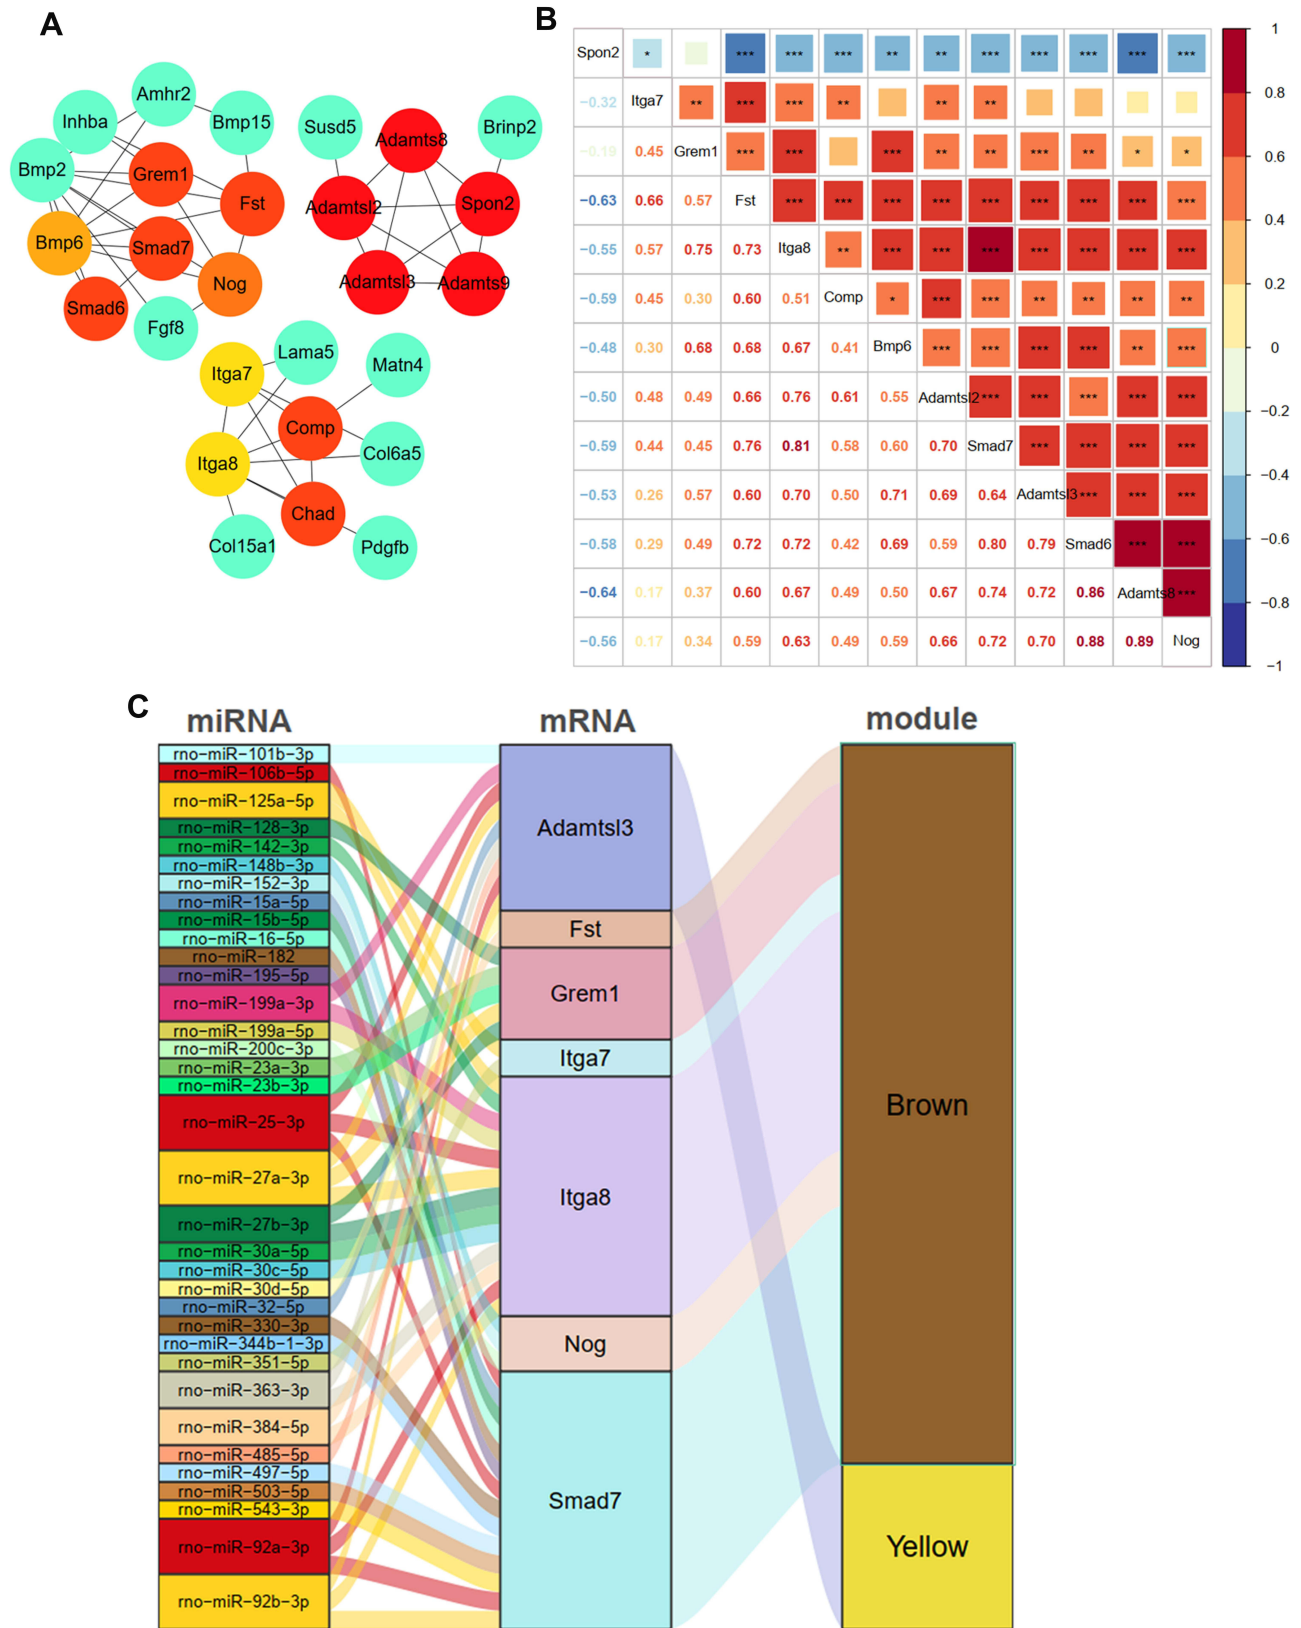 A
Amhr2
Inhba
Bmp15
Bmp2
Grem1
Fst
Bmp6
Smad7
Nog
Smad6
Fgf8
Susd5
Adamts8
Brinp2
Adamtsl2
Spon2
Adamtsl3
Adamts9
Lama5
Itga7
Matn4
Comp
Itga8
Col6a5
Chad
Col15a1
Pdgfb
B
Spon2 * *** *** *** ** ** *** *** *** *** ***
−0.32 Itga7 ** *** *** ** ** **
−0.19 0.45 Grem1 *** *** *** ** ** *** ** * *
−0.63 0.66 0.57 Fst *** *** *** *** *** *** *** *** ***
−0.55 0.57 0.75 0.73 Itga8 ** *** *** *** *** *** *** ***
−0.59 0.45 0.30 0.60 0.51 Comp * *** *** ** ** ** **
−0.48 0.30 0.68 0.68 0.67 0.41 Bmp6 *** *** *** *** ** ***
−0.50 0.48 0.49 0.66 0.76 0.61 0.55 Adamtsl2 *** *** *** *** ***
−0.59 0.44 0.45 0.76 0.81 0.58 0.60 0.70 Smad7 *** *** *** ***
−0.53 0.26 0.57 0.60 0.70 0.50 0.71 0.69 0.64 Adamtsl3 *** *** ***
−0.58 0.29 0.49 0.72 0.72 0.42 0.69 0.59 0.80 0.79 Smad6 *** ***
−0.64 0.17 0.37 0.60 0.67 0.49 0.50 0.67 0.74 0.72 0.86 Adamts8 ***
−0.56 0.17 0.34 0.59 0.63 0.49 0.59 0.66 0.72 0.70 0.88 0.89 Nog
1
0.8
0.6
0.4
0.2
0
−0.2
−0.4
−0.6
−0.8
−1
C
miRNA mRNA module
rno−miR−101b−3p
rno−miR−106b−5p
rno−miR−125a−5p
rno−miR−128−3p
rno−miR−142−3p
rno−miR−148b−3p
rno−miR−152−3p
rno−miR−15a−5p
rno−miR−15b−5p
rno−miR−16−5p
rno−miR−182
rno−miR−195−5p
rno−miR−199a−3p
rno−miR−199a−5p
rno−miR−200c−3p
rno−miR−23a−3p
rno−miR−23b−3p
rno−miR−25−3p
rno−miR−27a−3p
rno−miR−27b−3p
rno−miR−30a−5p
rno−miR−30c−5p
rno−miR−30d−5p
rno−miR−32−5p
rno−miR−330−3p
rno−miR−344b−1−3p
rno−miR−351−5p
rno−miR−363−3p
rno−miR−384−5p
rno−miR−485−5p
rno−miR−497−5p
rno−miR−503−5p
rno−miR−543−3p
rno−miR−92a−3p
rno−miR−92b−3p
Adamtsl3
Fst
Grem1
Itga7
Itga8
Nog
Smad7
Brown
Yellow